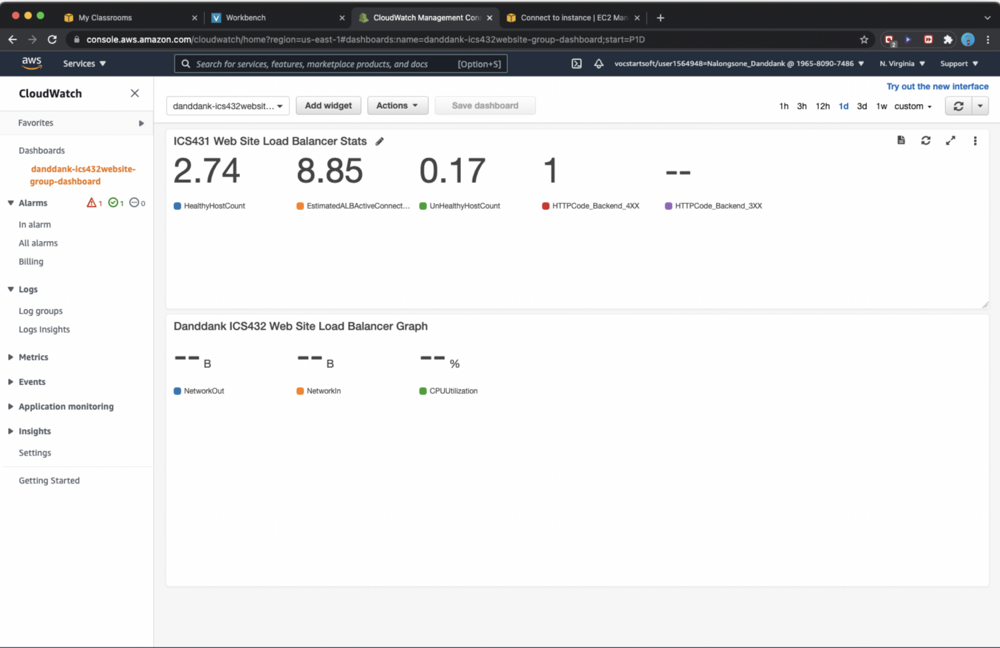 My Classrooms
Workbench
CloudWatch Management Con
Connect to instance | EC2 Man
console.aws.amazon.com/cloudwatch/home?region=us-east-1#dashboards:name=danddank-ics432website-group-dashboard;start=P1D
2
aws
Services
Search for services, features, marketplace products, and docs [Option+S]
vocstartsoft/user1564948=Nalongsone_Danddank @ 1965-8090-7486
N. Virginia
Support
CloudWatch
Try out the new interface
danddank-ics432websit...
Add widget
Actions
Save dashboard
1h 3h 12h 1d 3d 1w custom
Favorites
Dashboards
danddank-ics432website-
group-dashboard
Alarms 1 1 0
In alarm
All alarms
Billing
Logs
Log groups
Logs Insights
Metrics
Events
Application monitoring
Insights
Settings
Getting Started
ICS431 Web Site Load Balancer Stats
2.74 8.85 0.17 1 --
HealthyHostCount EstimatedALBActiveConnect... UnHealthyHostCount HTTPCode_Backend_4XX HTTPCode_Backend_3XX
Danddank ICS432 Web Site Load Balancer Graph
-- B -- B -- %
NetworkOut NetworkIn CPUUtilization